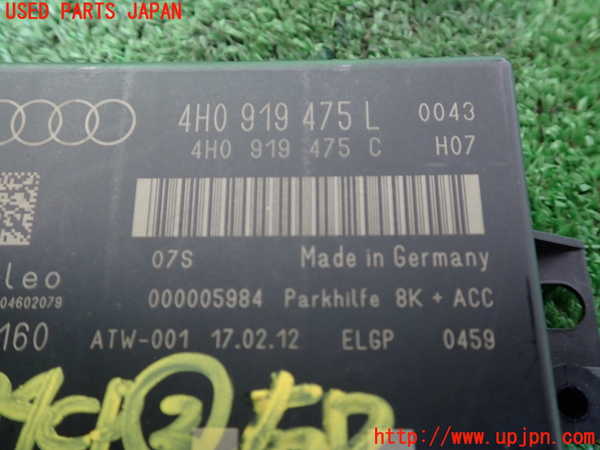 USED PARTS JAPAN
4H0 919 475 L 0043
4H0 919 475 C H07
07S Made in Germany
leo
04602079
000005984 Parkhilfe 8K + ACC
160 ATW-001 17.02.12 ELGP 0459
http://www.upjpn.com/